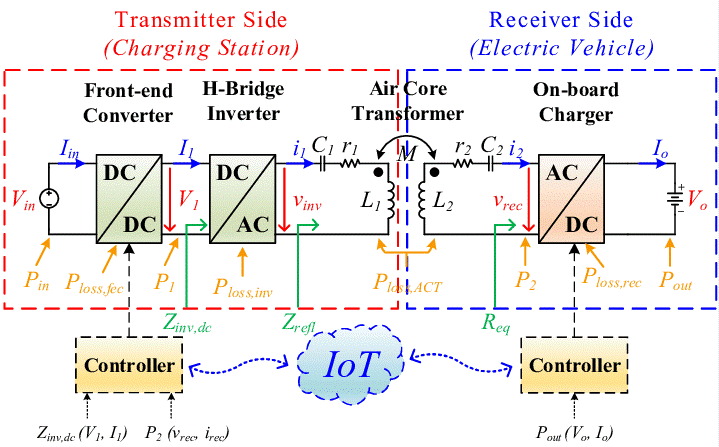 Transmitter Side
(Charging Station)
Receiver Side
(Electric Vehicle)
Front-end
Converter
H-Bridge
Inverter
Air Core
Transformer
On-board
Charger
I_in
I_1
i_1
C_1
r_1
M
r_2
C_2
i_2
I_o
DC
DC
DC
AC
AC
DC
V_in
V_1
v_inv
L_1
L_2
v_rec
V_o
P_in
P_loss,fec
P_1
P_loss,inv
P_loss,ACT
P_2
P_loss,rec
P_out
Z_inv,dc
Z_refl
R_eq
Controller
IoT
Controller
Z_inv,dc (V_1, I_1)
P_2 (v_rec, i_rec)
P_out (V_o, I_o)